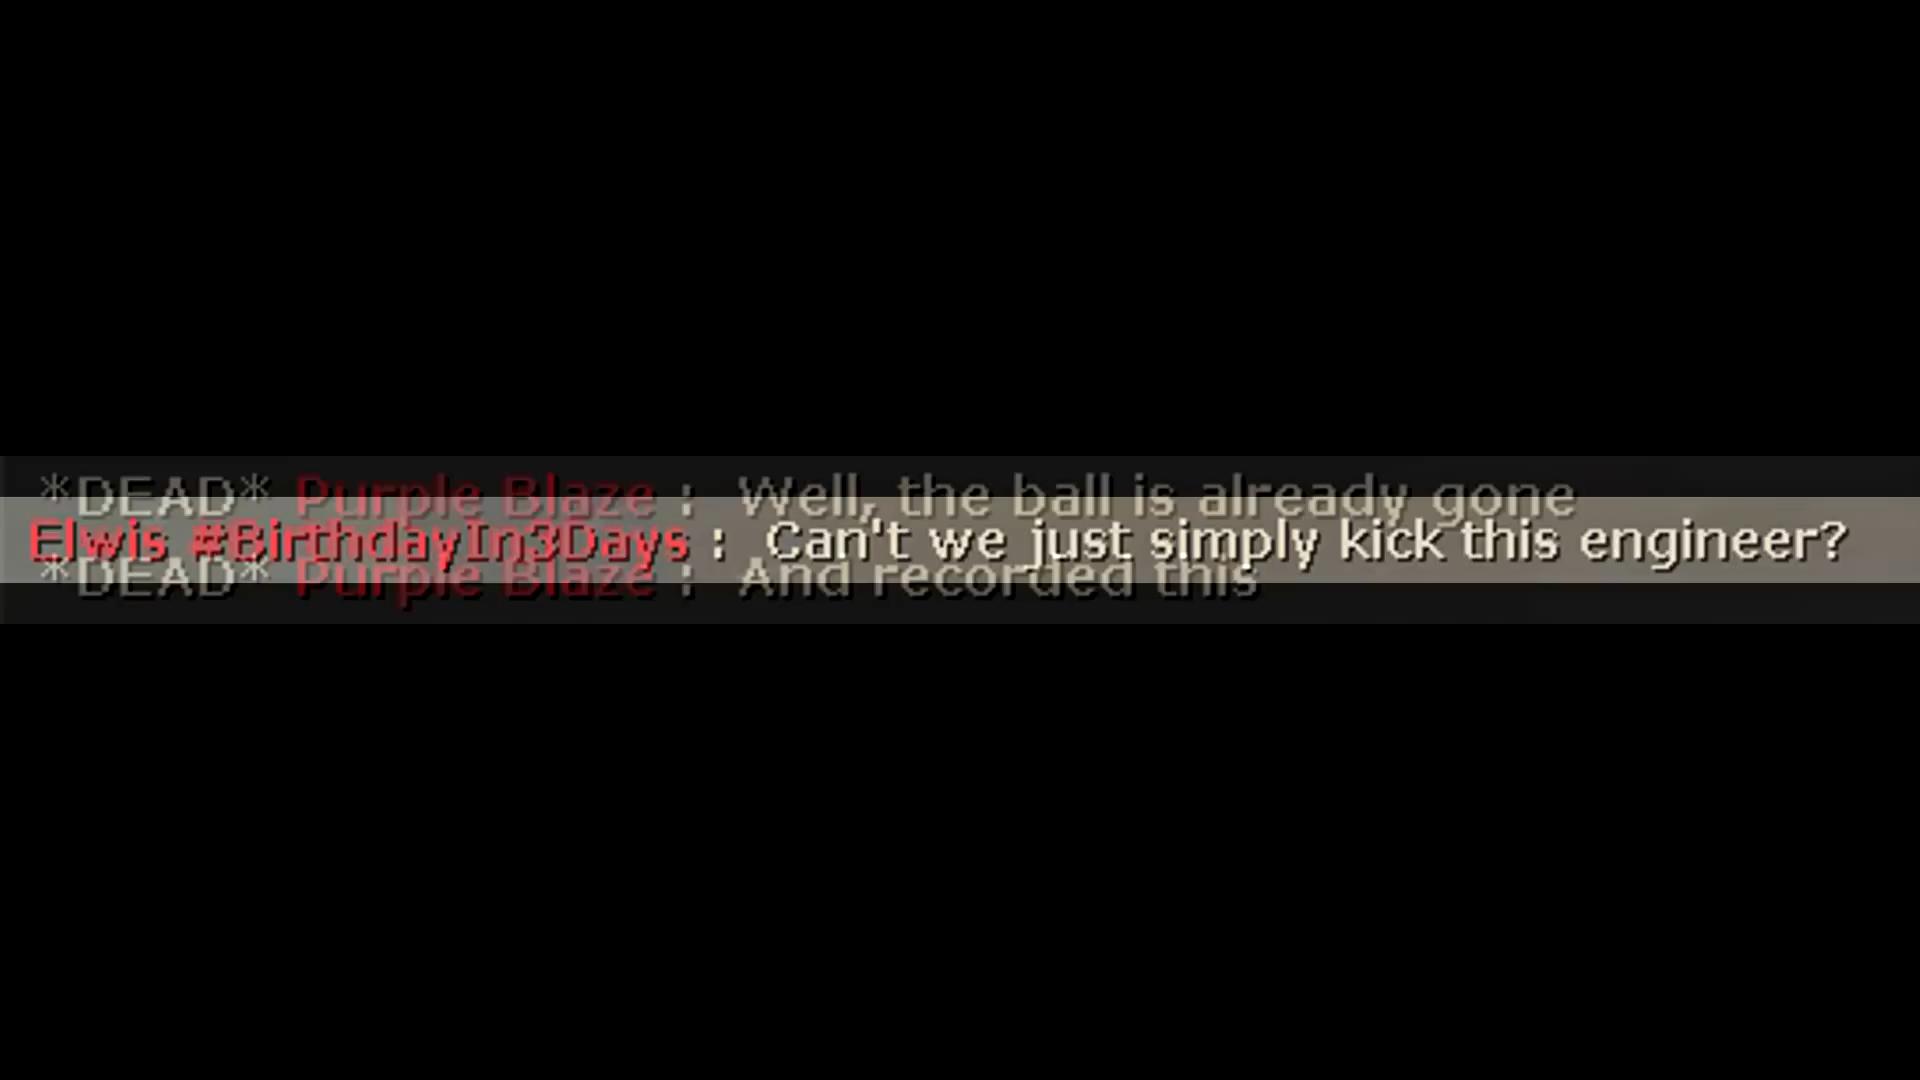 *DEAD* Purple Blaze :  Well, the ball is already gone
Elwis #BirthdayIn3Days :  Can't we just simply kick this engineer?
*DEAD* Purple Blaze :  And recorded this